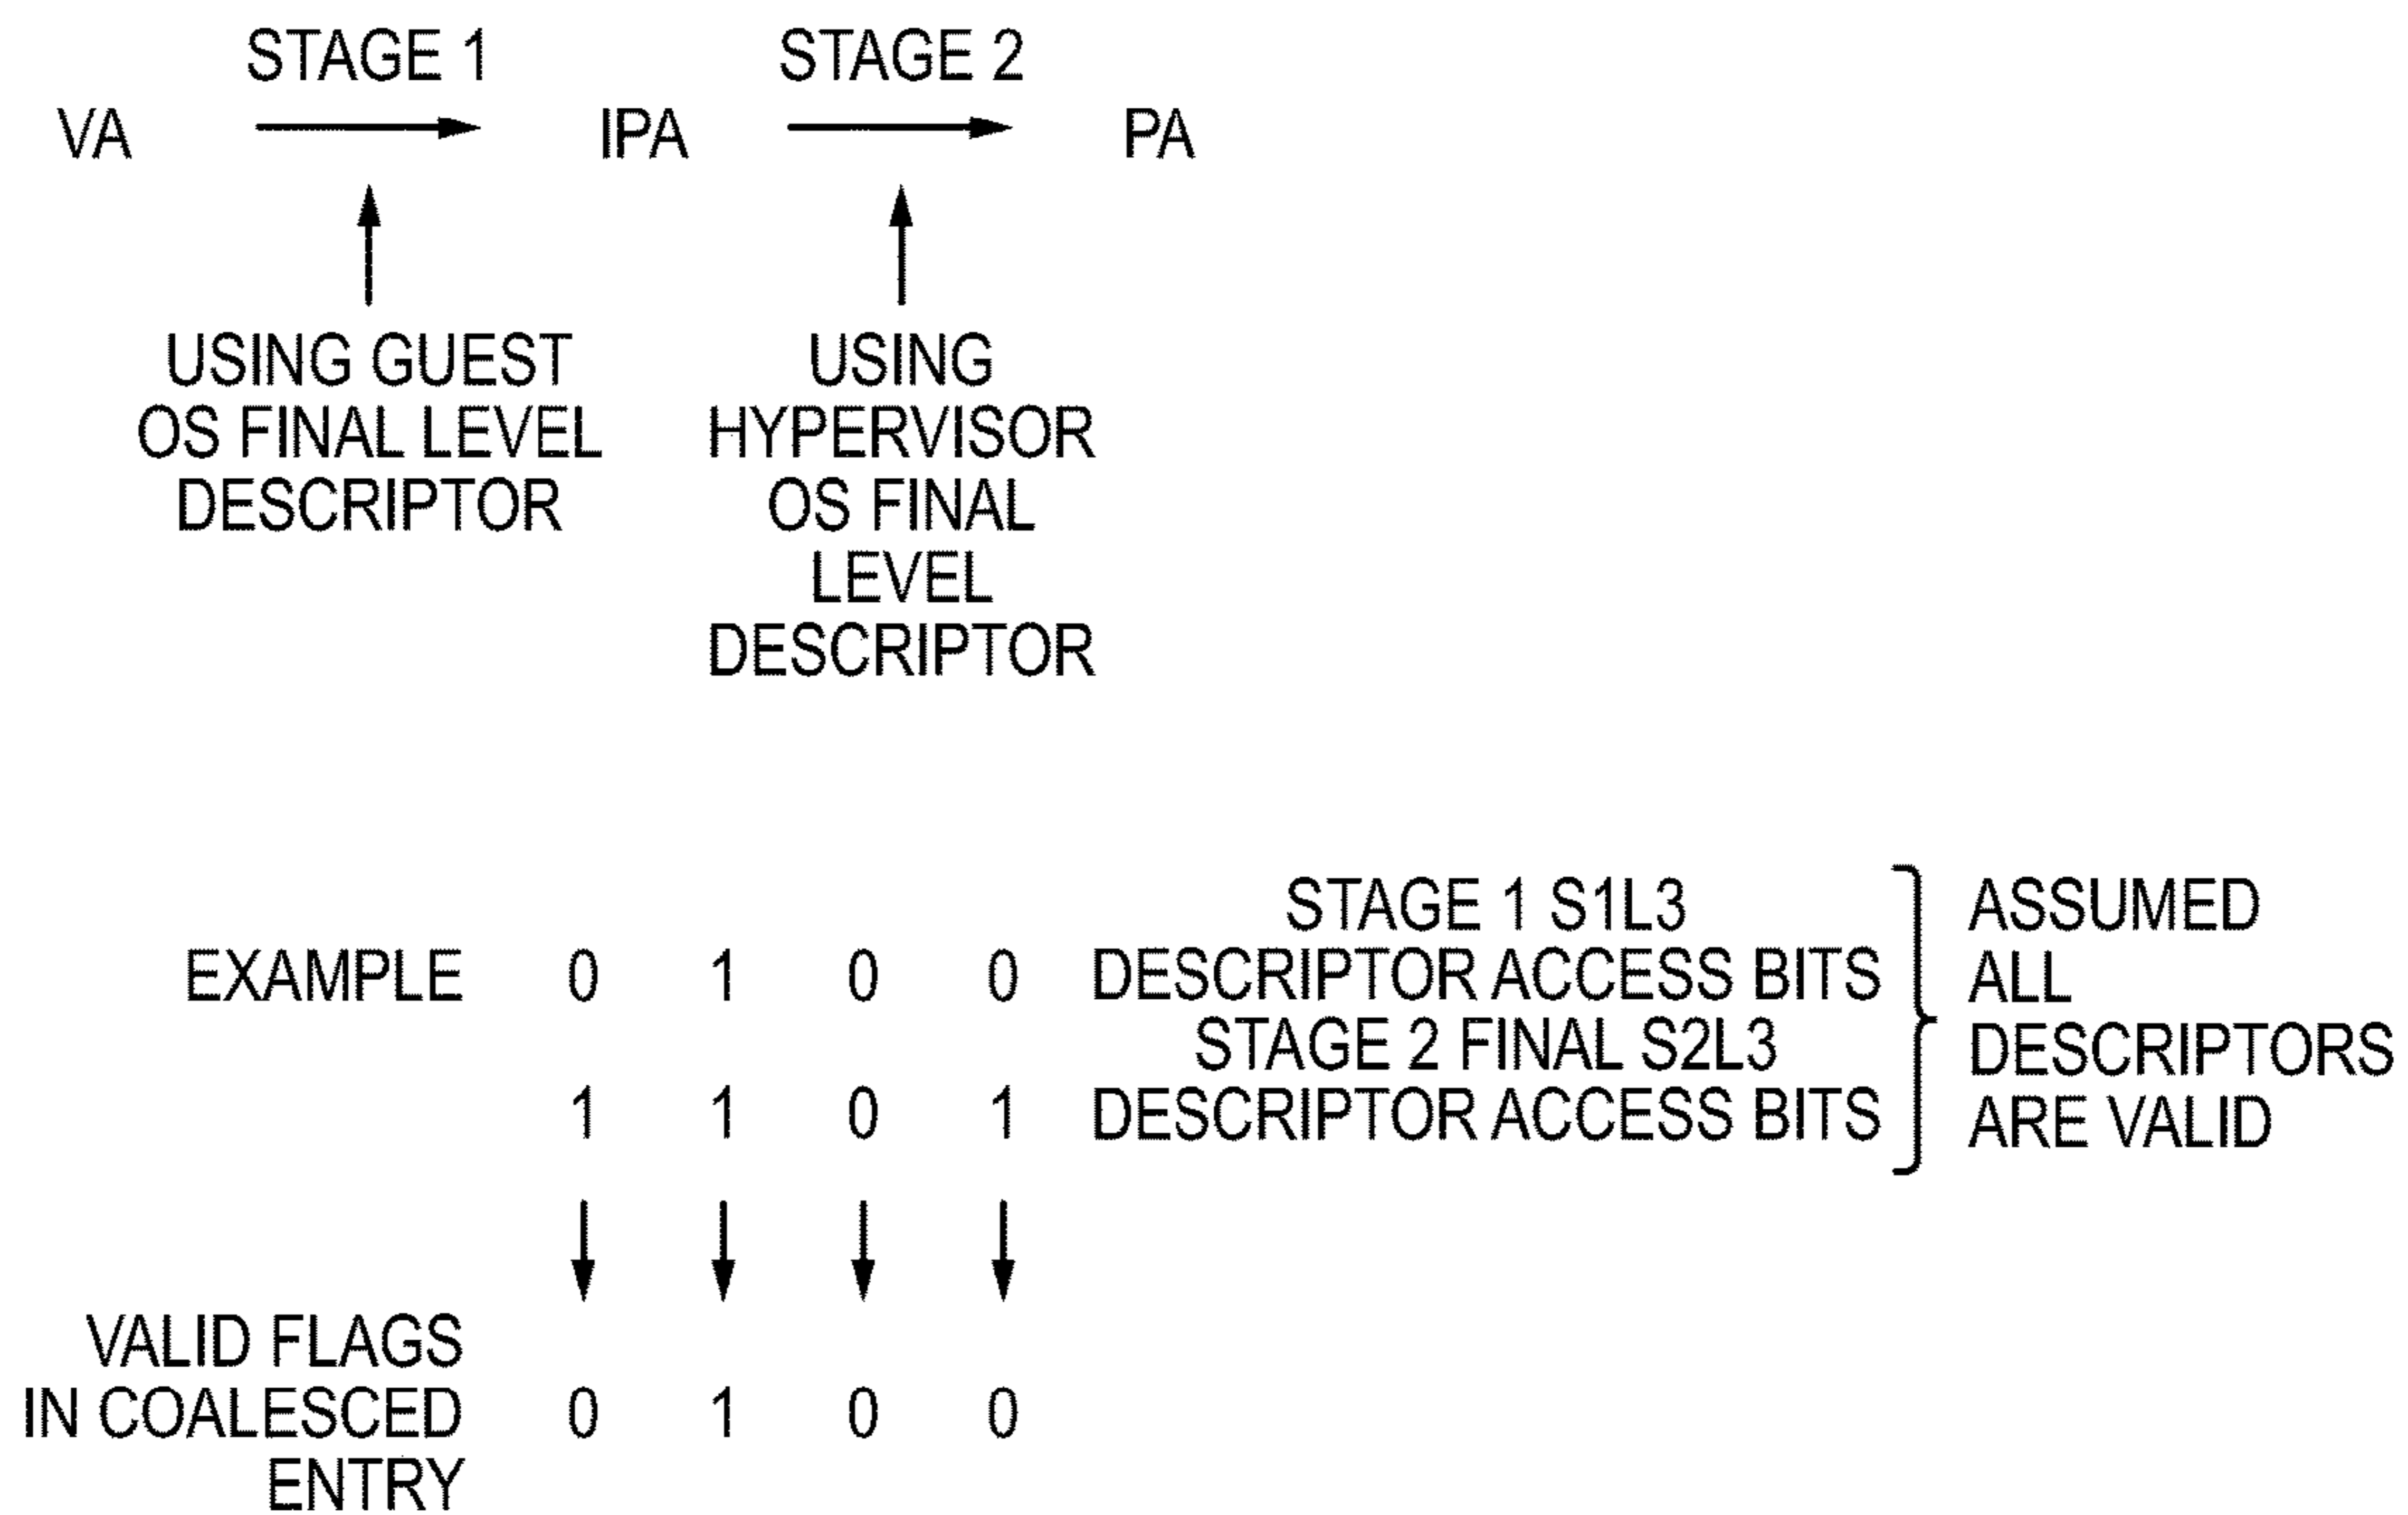 STAGE 1 STAGE 2
VA IPA PA
USING GUEST
OS FINAL LEVEL
DESCRIPTOR
USING
HYPERVISOR
OS FINAL
LEVEL
DESCRIPTOR
STAGE 1 S1L3
EXAMPLE 0 1 0 0 DESCRIPTOR ACCESS BITS
STAGE 2 FINAL S2L3
1 1 0 1 DESCRIPTOR ACCESS BITS
ASSUMED
ALL
DESCRIPTORS
ARE VALID
VALID FLAGS
IN COALESCED 0 1 0 0
ENTRY